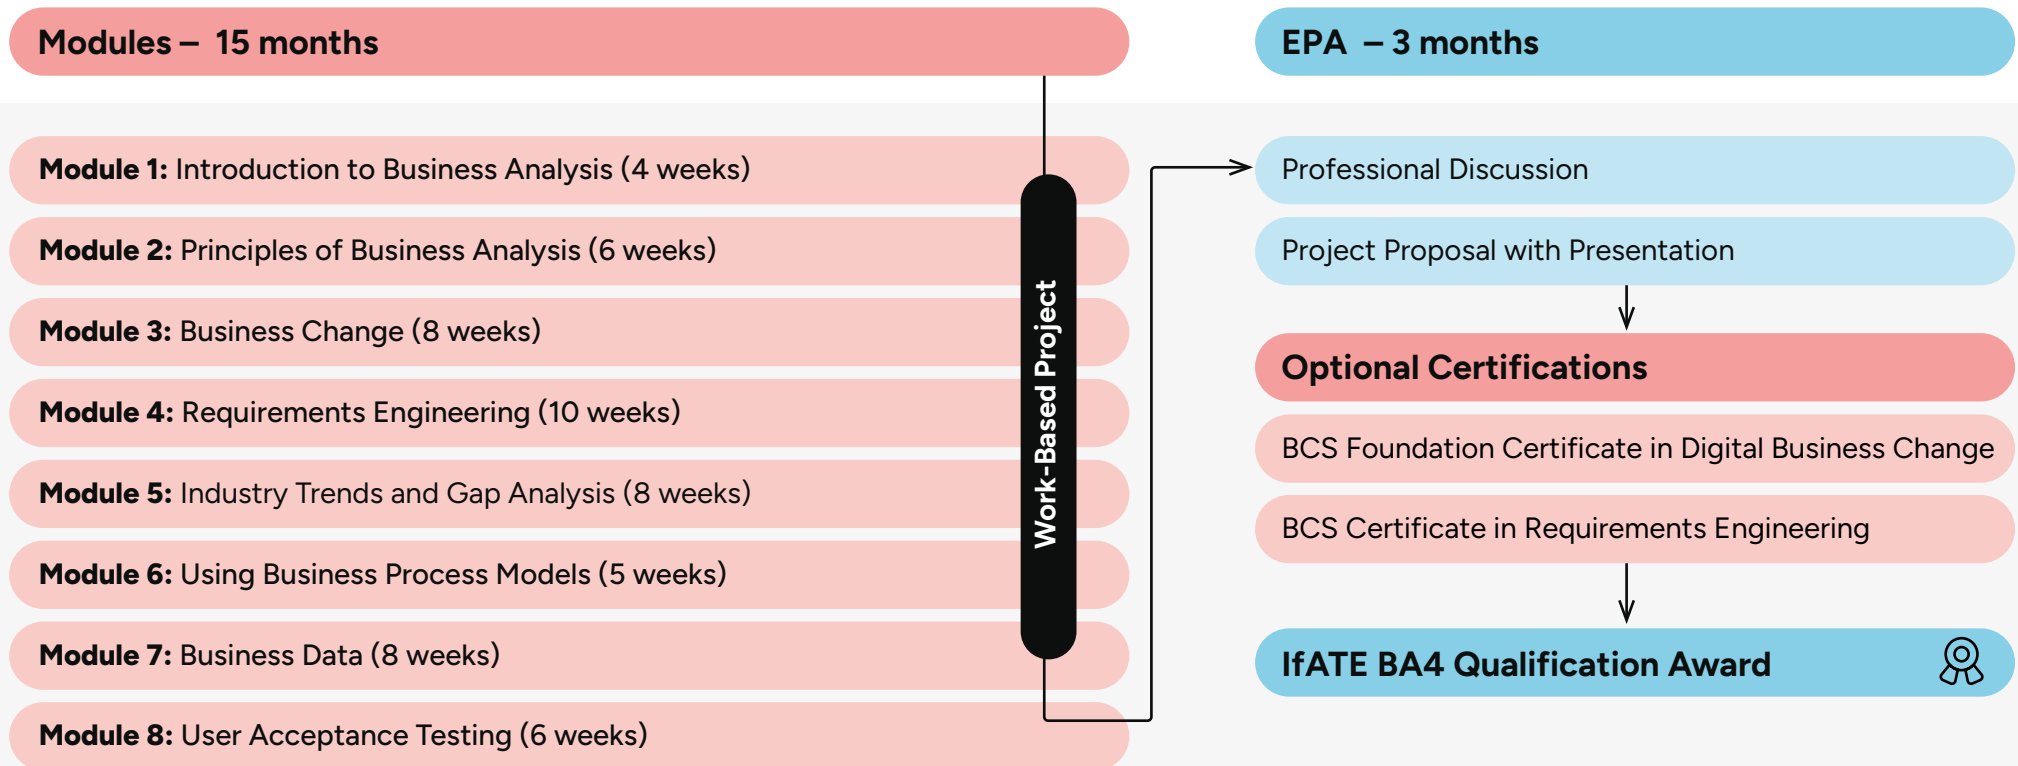 Modules – 15 months
Module 1: Introduction to Business Analysis (4 weeks)
Module 2: Principles of Business Analysis (6 weeks)
Module 3: Business Change (8 weeks)
Module 4: Requirements Engineering (10 weeks)
Module 5: Industry Trends and Gap Analysis (8 weeks)
Module 6: Using Business Process Models (5 weeks)
Module 7: Business Data (8 weeks)
Module 8: User Acceptance Testing (6 weeks)
Work-Based Project
EPA – 3 months
Professional Discussion
Project Proposal with Presentation
Optional Certifications
BCS Foundation Certificate in Digital Business Change
BCS Certificate in Requirements Engineering
IfATE BA4 Qualification Award